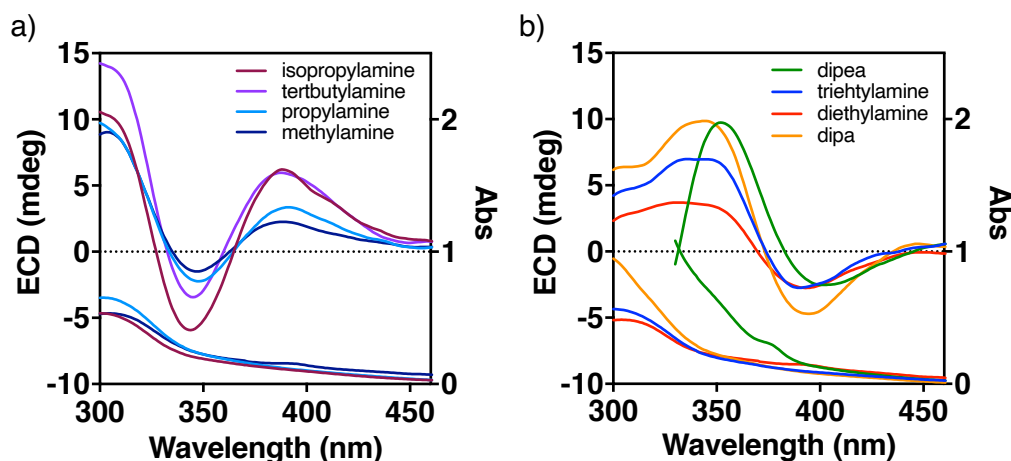 a)
15
10
5
0
-5
-10
ECD (mdeg)
isopropylamine
tertbutylamine
propylamine
methylamine
2
1
0
Abs
300
350
400
450
Wavelength (nm)
b)
15
10
5
0
-5
-10
ECD (mdeg)
dipea
triehtylamine
diethylamine
dipa
2
1
0
Abs
300
350
400
450
Wavelength (nm)